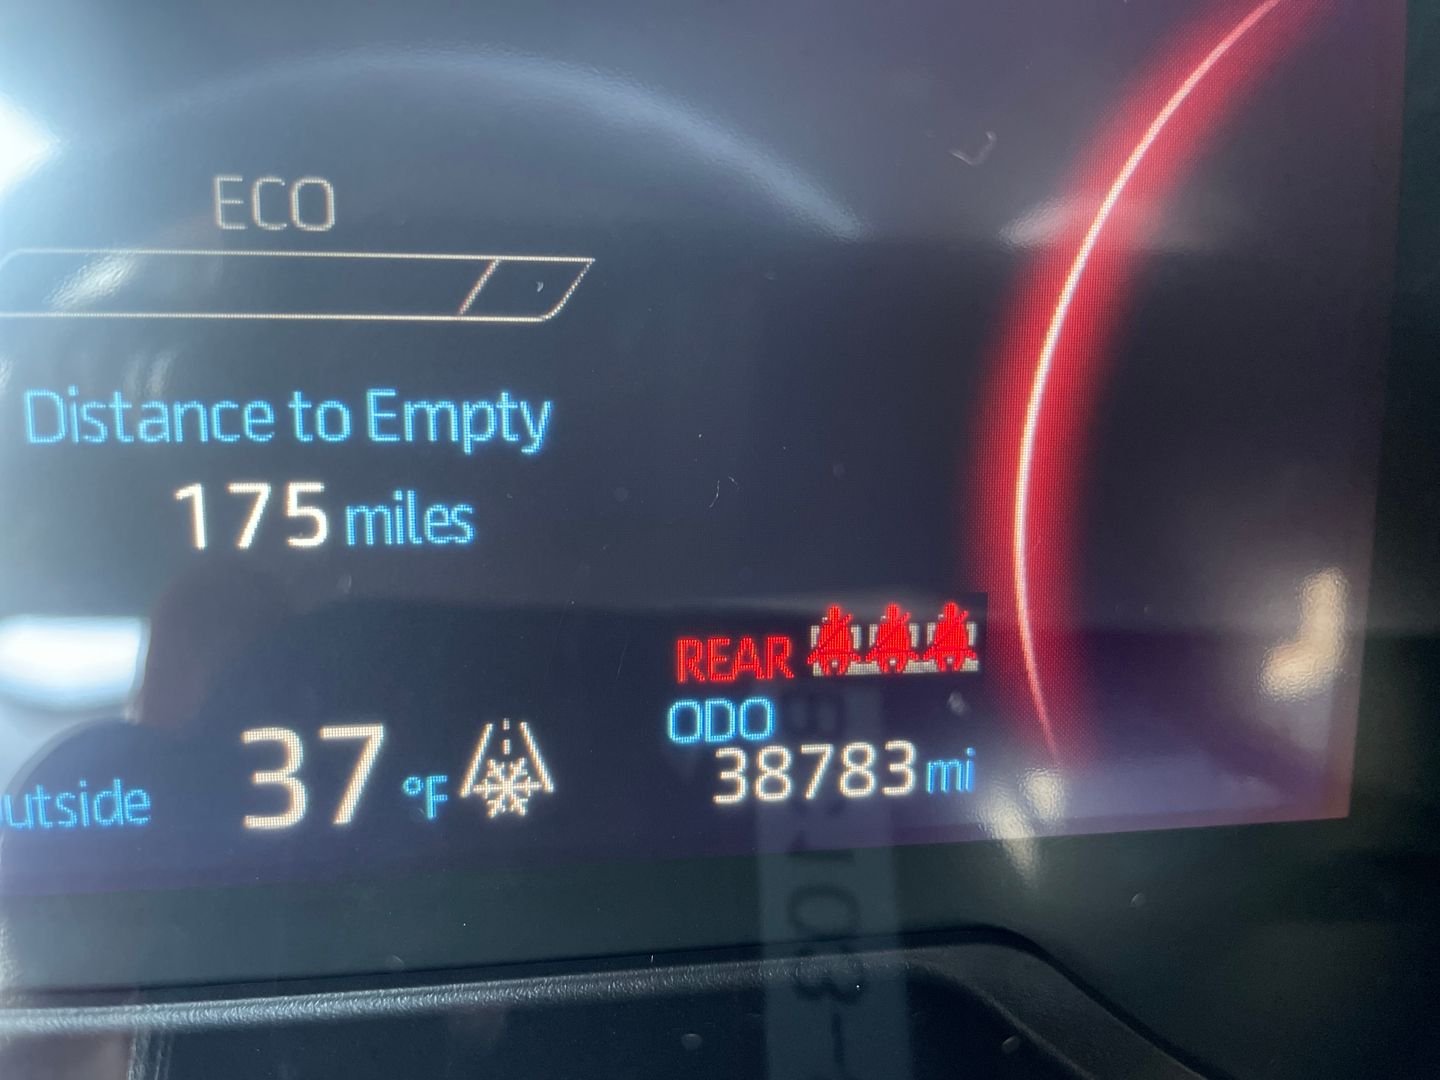 ECO
Distance to Empty
175 miles
REAR
ODO
38783 mi
utside 37 °F